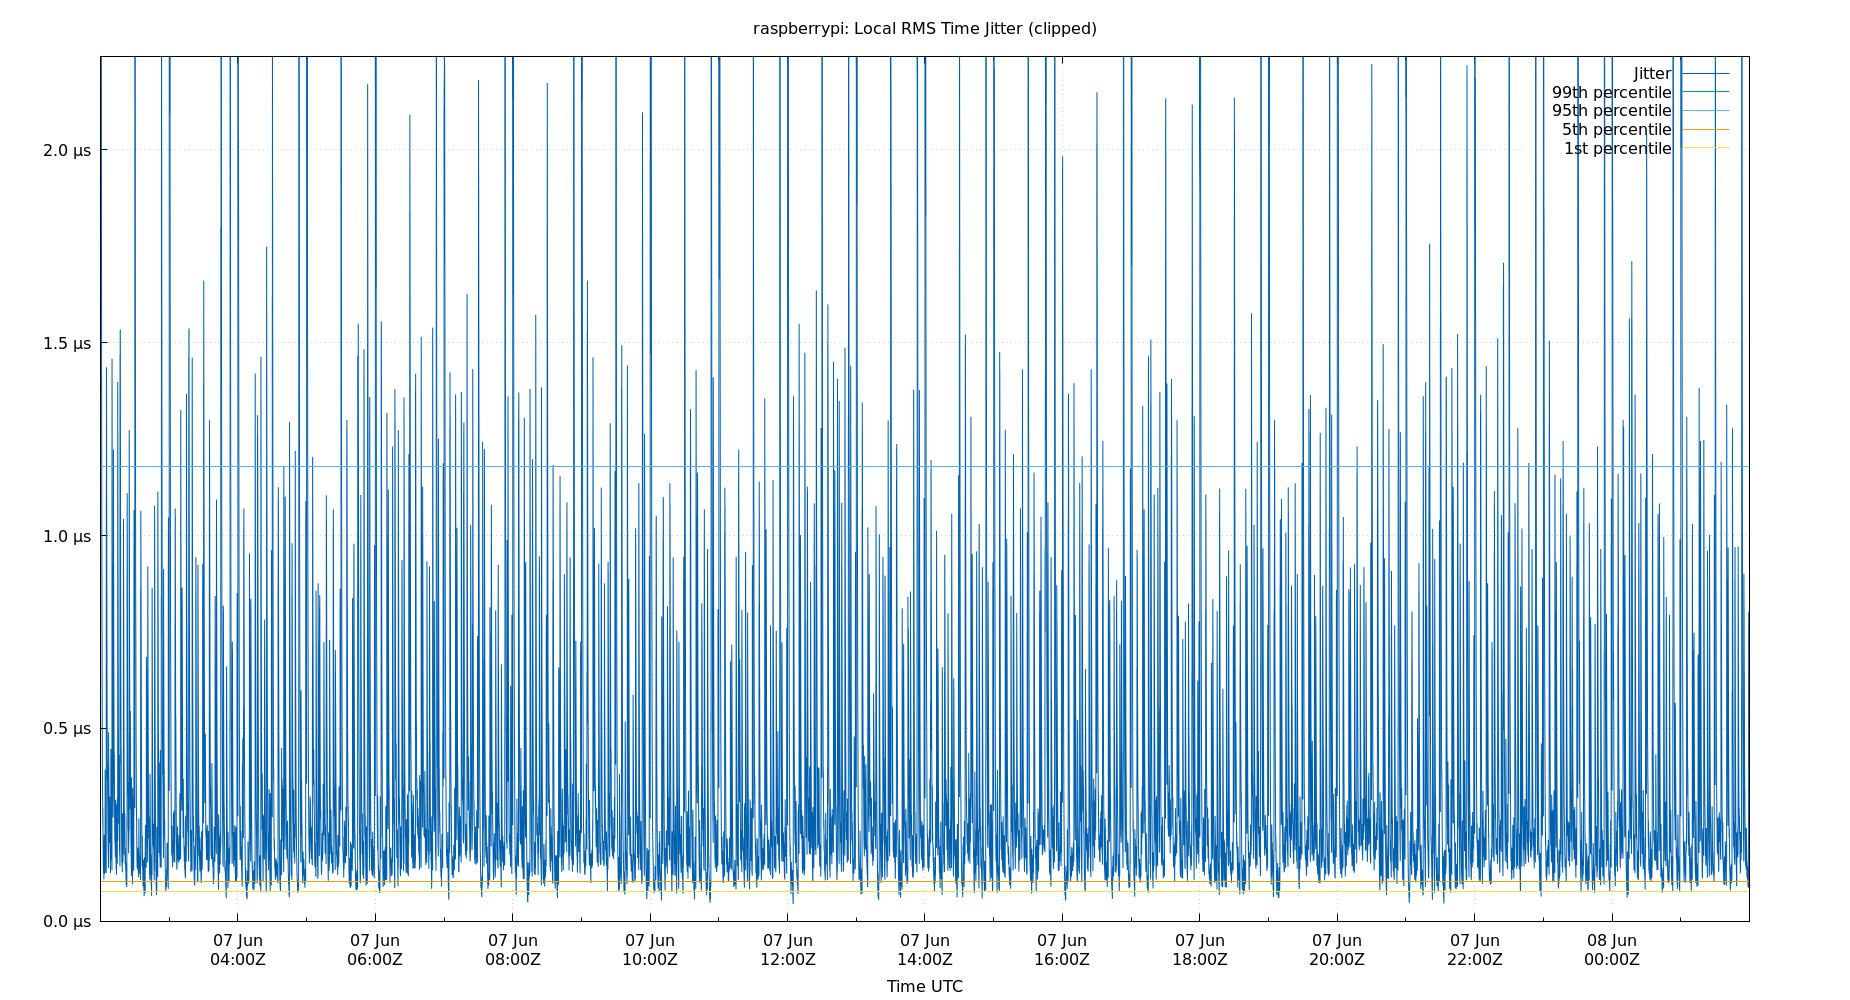 raspberrypi: Local RMS Time Jitter (clipped)
Jitter
99th percentile
95th percentile
5th percentile
1st percentile
2.0 µs
1.5 µs
1.0 µs
0.5 µs
0.0 µs
07 Jun 07 Jun 07 Jun 07 Jun 07 Jun 07 Jun 07 Jun 07 Jun 07 Jun 07 Jun 08 Jun
04:00Z 06:00Z 08:00Z 10:00Z 12:00Z 14:00Z 16:00Z 18:00Z 20:00Z 22:00Z 00:00Z
Time UTC